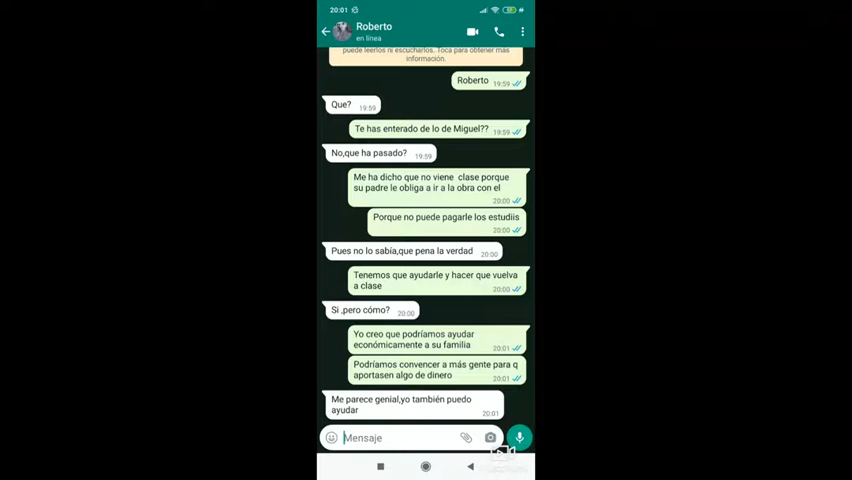 20:01
Roberto
en línea
puede leerlos ni escucharlos. Toca para obtener más
información.
Roberto 19:59
Que? 19:59
Te has enterado de lo de Miguel?? 19:59
No,que ha pasado? 19:59
Me ha dicho que no viene clase porque
su padre le obliga a ir a la obra con el
20:00
Porque no puede pagarle los estudiis
20:00
Pues no lo sabía,que pena la verdad 20:00
Tenemos que ayudarle y hacer que vuelva
a clase 20:00
Si ,pero cómo? 20:00
Yo creo que podríamos ayudar
económicamente a su familia 20:01
Podríamos convencer a más gente para q
aportasen algo de dinero 20:01
Me parece genial,yo también puedo
ayudar 20:01
Mensaje